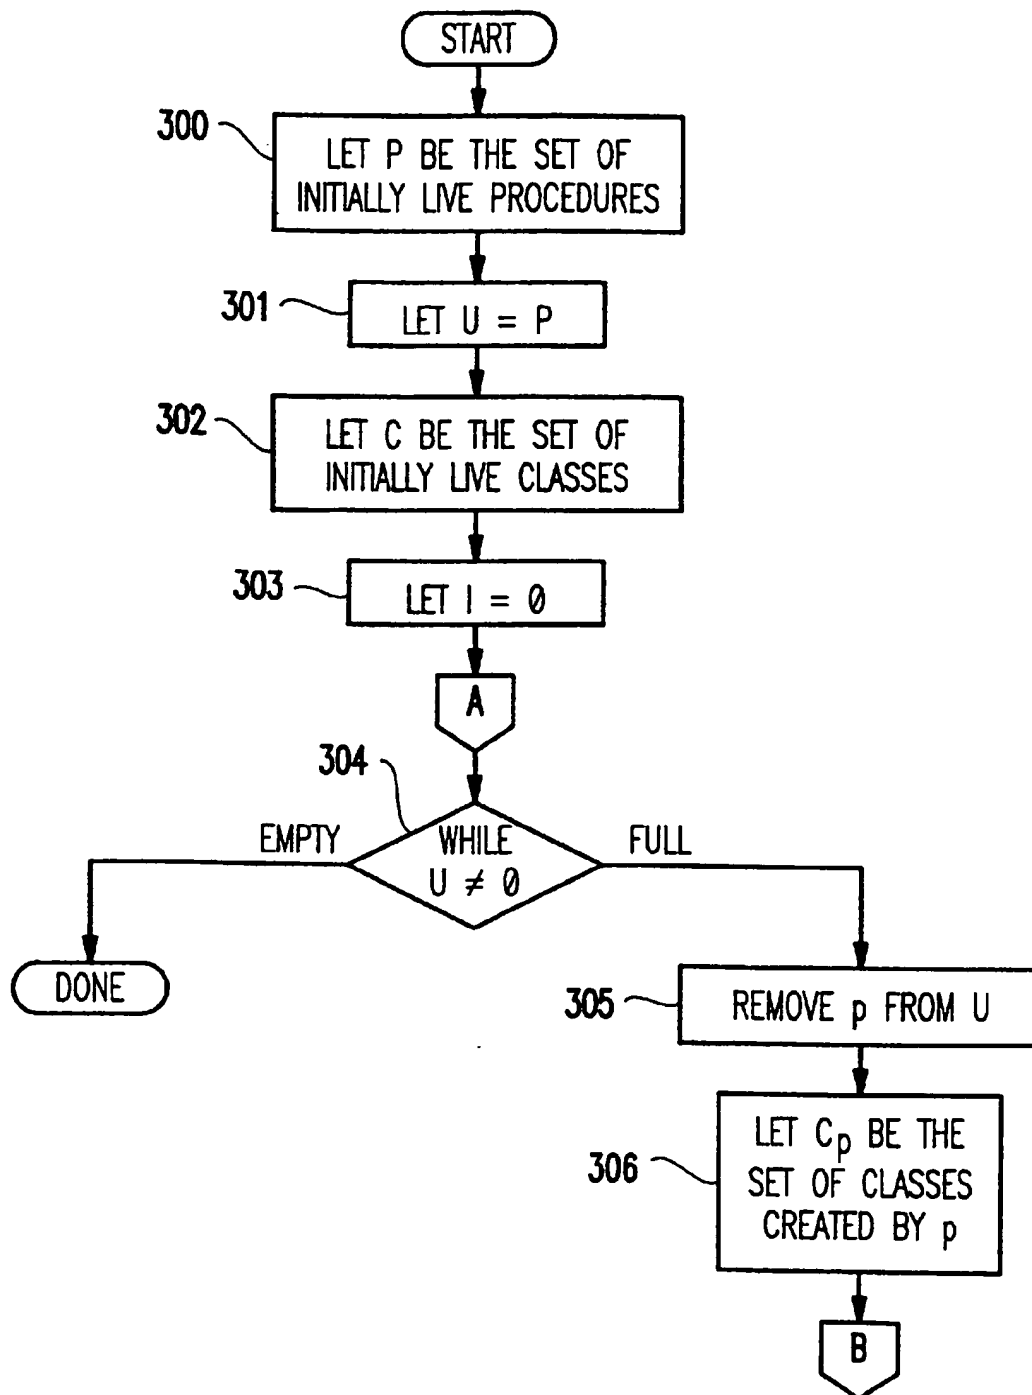 START
300
LET P BE THE SET OF
INITIALLY LIVE PROCEDURES
301
LET U = P
302
LET C BE THE SET OF
INITIALLY LIVE CLASSES
303
LET I = 0
A
304
EMPTY
WHILE
U ≠ 0
FULL
DONE
305
REMOVE p FROM U
306
LET Cp BE THE
SET OF CLASSES
CREATED BY p
B